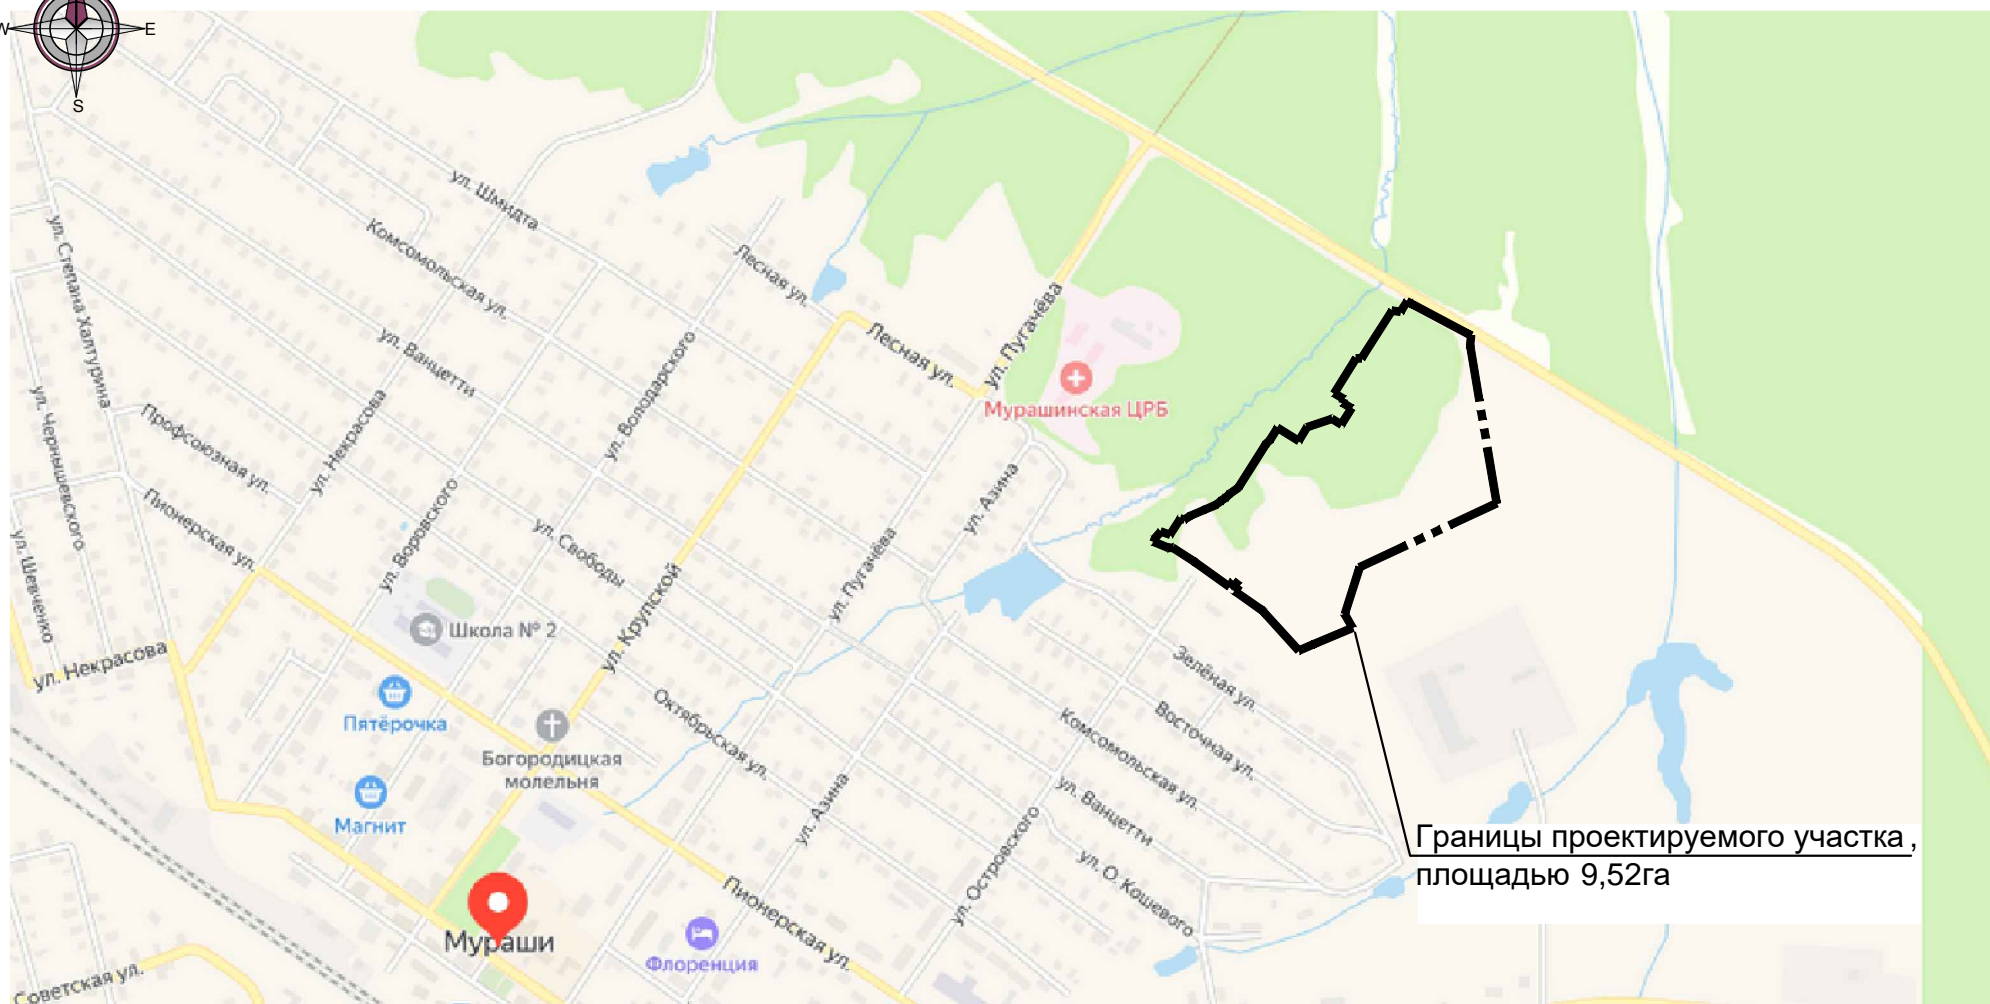 W
E
S
ул. Шмидта
Комсомольская ул.
Лесная ул.
ул. Степана Халтурина
ул. Ванцетти
ул. Володарского
Лесная ул.
ул. Пугачёва
Мурашинская ЦРБ
ул. Чернышевского
Профсоюзная ул.
ул. Некрасова
Пионерская ул.
ул. Воровского
ул. Свободы
ул. Азина
ул. Пугачёва
ул. Шевченко
ул. Крупской
Школа № 2
ул. Некрасова
Зелёная ул.
Пятёрочка
Октябрьская ул.
Восточная ул.
Комсомольская ул.
Богородицкая
молельня
ул. Азина
ул. Ванцетти
Магнит
ул. Островского
ул. О. Кошевого
Границы проектируемого участка,
площадью 9,52га
Пионерская ул.
Мураши
Флоренция
Советская ул.